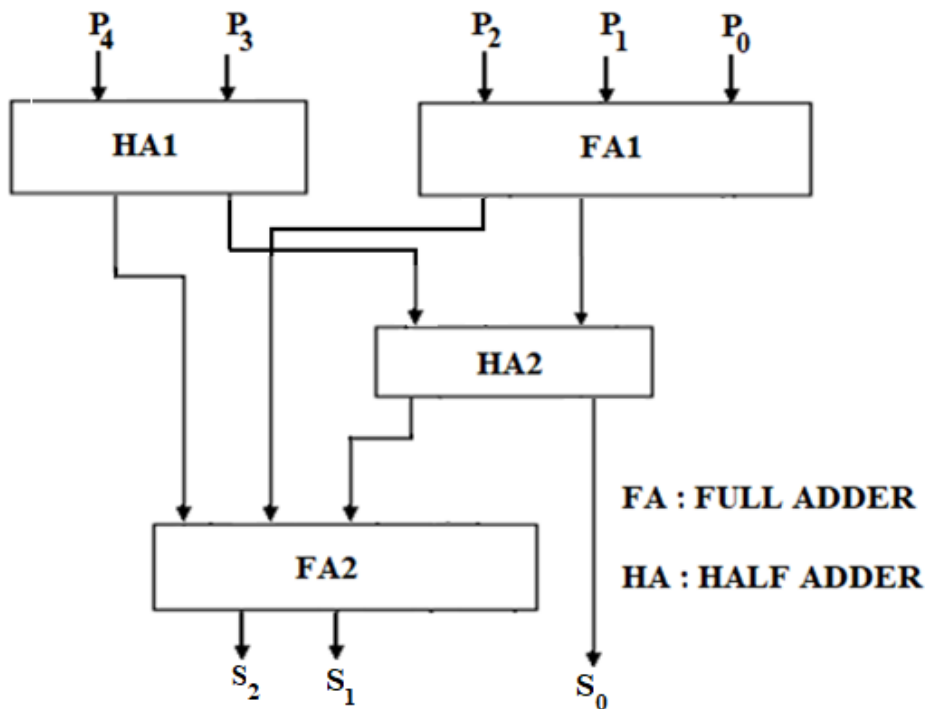 P4 P3 P2 P1 P0
HA1 FA1
HA2
FA : FULL ADDER
FA2
HA : HALF ADDER
S2 S1 S0